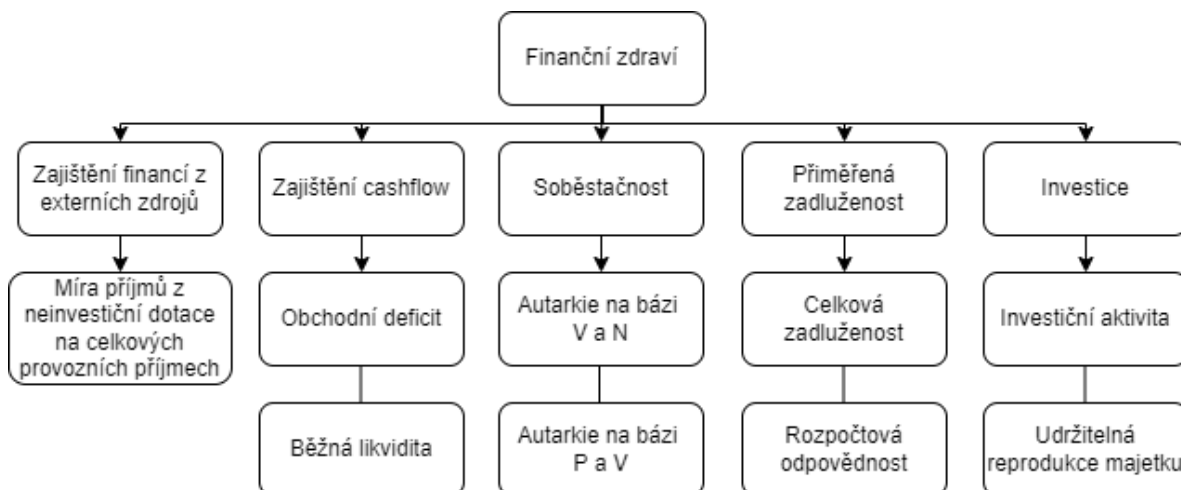 Finanční zdraví
Zajištění financí z
externích zdrojů
Zajištění cashflow
Soběstačnost
Přiměřená
zadluženost
Investice
Míra příjmů z
neinvestiční dotace
na celkových
provozních příjmech
Obchodní deficit
Autarkie na bázi
V a N
Celková
zadluženost
Investiční aktivita
Běžná likvidita
Autarkie na bázi
P a V
Rozpočtová
odpovědnost
Udržitelná
reprodukce majetku